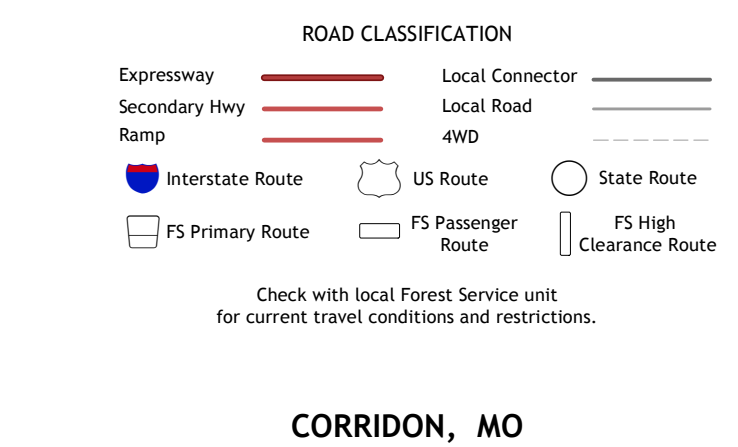 ROAD CLASSIFICATION
Expressway
Local Connector
Secondary Hwy
Local Road
Ramp
4WD
Interstate Route
US Route
State Route
FS Primary Route
FS Passenger
Route
FS High
Clearance Route
Check with local Forest Service unit
for current travel conditions and restrictions.
CORRIDON, MO